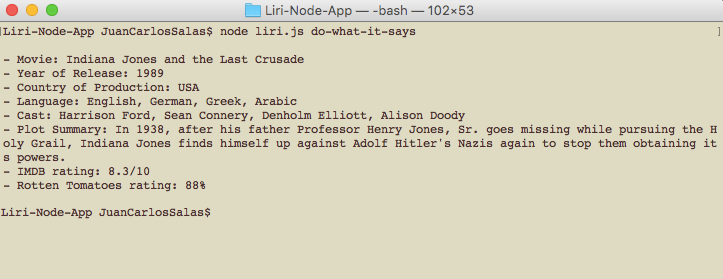 Liri-Node-App — -bash — 102×53
[Liri-Node-App JuanCarlosSalas$ node liri.js do-what-it-says ]
- Movie: Indiana Jones and the Last Crusade
- Year of Release: 1989
- Country of Production: USA
- Language: English, German, Greek, Arabic
- Cast: Harrison Ford, Sean Connery, Denholm Elliott, Alison Doody
- Plot Summary: In 1938, after his father Professor Henry Jones, Sr. goes missing while pursuing the H
oly Grail, Indiana Jones finds himself up against Adolf Hitler's Nazis again to stop them obtaining it
s powers.
- IMDB rating: 8.3/10
- Rotten Tomatoes rating: 88%
Liri-Node-App JuanCarlosSalas$